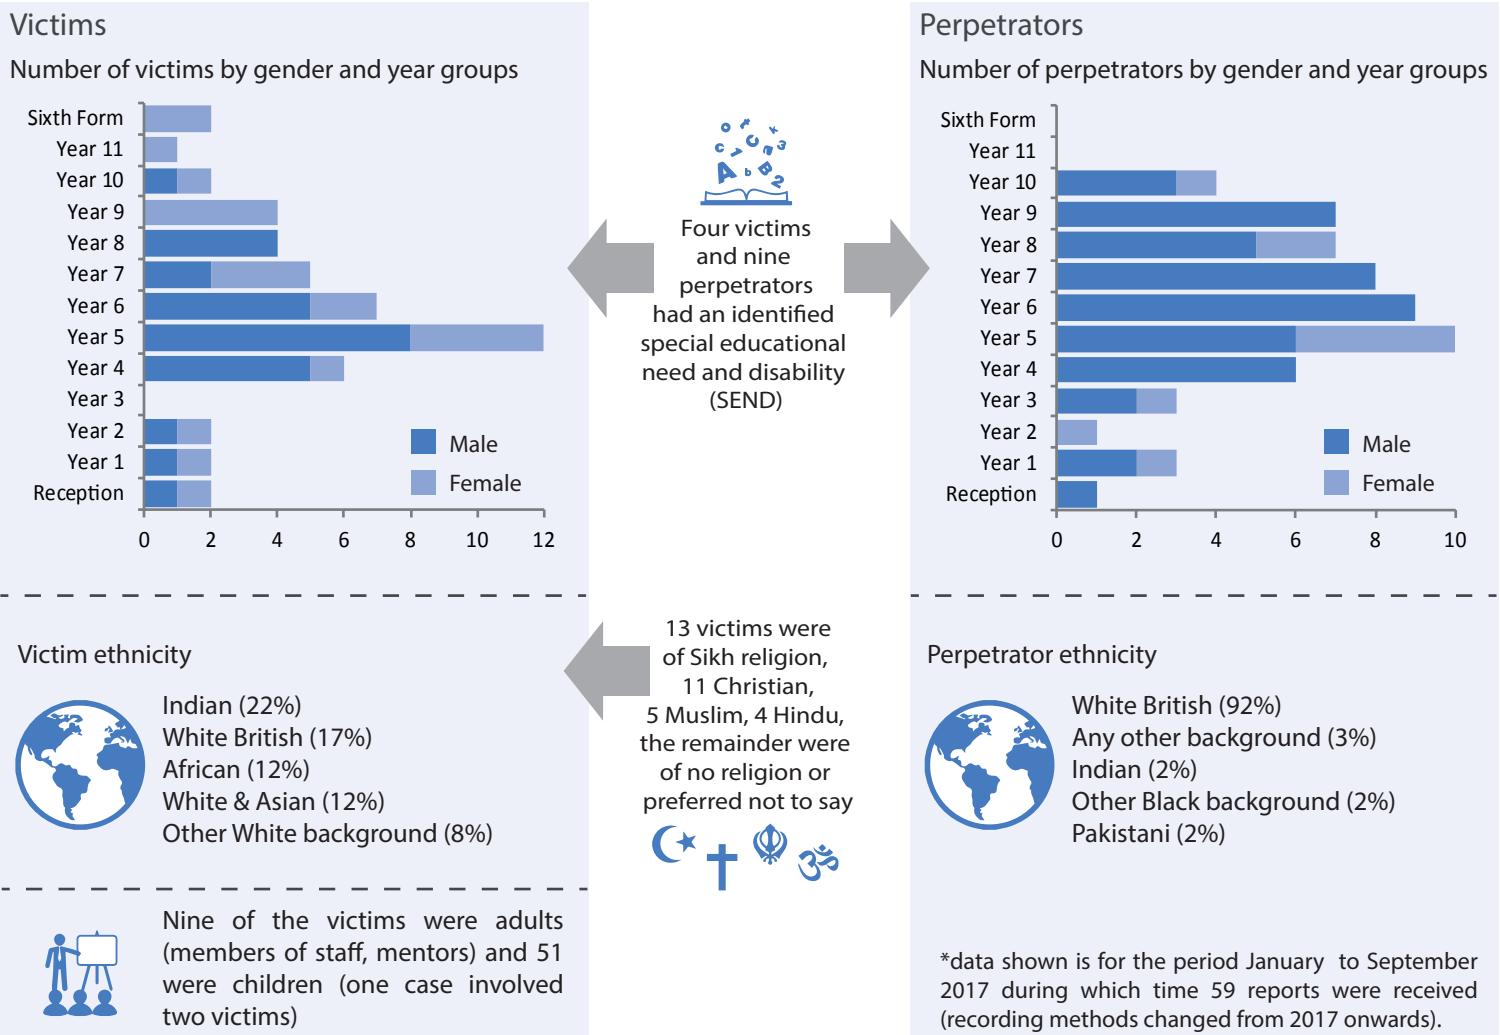 Victims
Number of victims by gender and year groups
Sixth Form
Year 11
Year 10
Year 9
Year 8
Year 7
Year 6
Year 5
Year 4
Year 3
Year 2
Year 1
Reception
Male
Female
0 2 4 6 8 10 12
Four victims
and nine
perpetrators
had an identified
special educational
need and disability
(SEND)
Perpetrators
Number of perpetrators by gender and year groups
Sixth Form
Year 11
Year 10
Year 9
Year 8
Year 7
Year 6
Year 5
Year 4
Year 3
Year 2
Year 1
Reception
Male
Female
0 2 4 6 8 10
Victim ethnicity
Indian (22%)
White British (17%)
African (12%)
White & Asian (12%)
Other White background (8%)
13 victims were
of Sikh religion,
11 Christian,
5 Muslim, 4 Hindu,
the remainder were
of no religion or
preferred not to say
Perpetrator ethnicity
White British (92%)
Any other background (3%)
Indian (2%)
Other Black background (2%)
Pakistani (2%)
Nine of the victims were adults
(members of staff, mentors) and 51
were children (one case involved
two victims)
*data shown is for the period January to September
2017 during which time 59 reports were received
(recording methods changed from 2017 onwards).